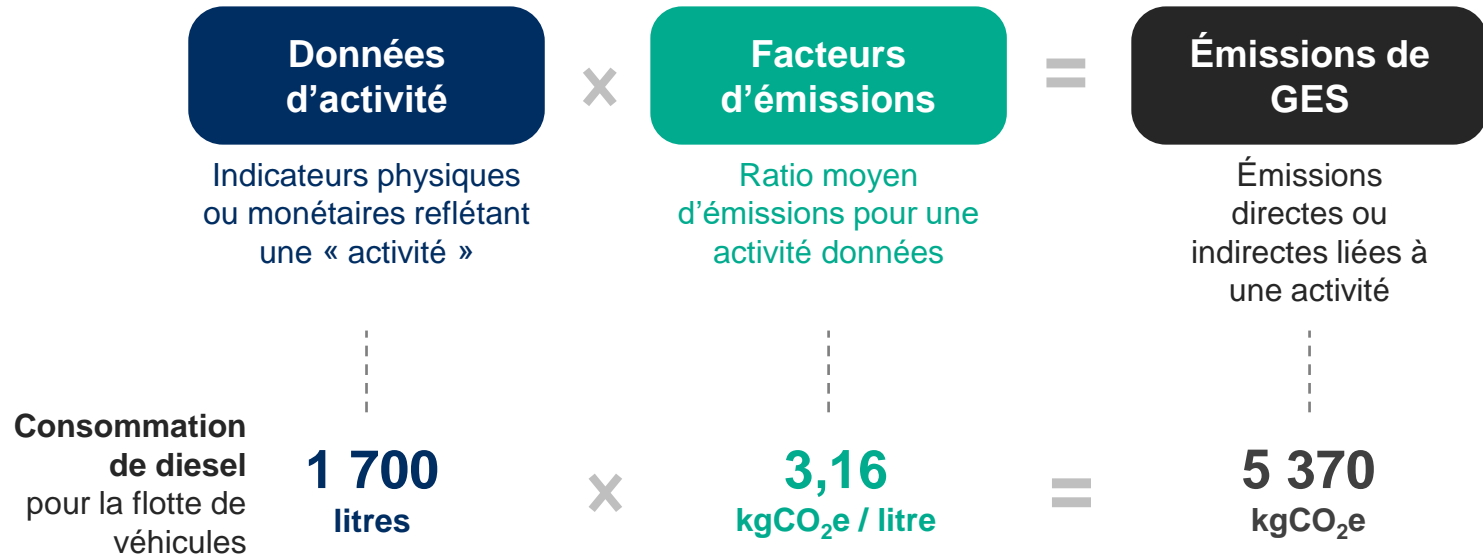 Données
d’activité
×
Facteurs
d’émissions
=
Émissions de
GES
Indicateurs physiques
ou monétaires reflétant
une « activité »
Ratio moyen
d’émissions pour une
activité données
Émissions
directes ou
indirectes liées à
une activité
Consommation
de diesel
pour la flotte de
véhicules
1 700
litres
×
3,16
kgCO₂e / litre
=
5 370
kgCO₂e